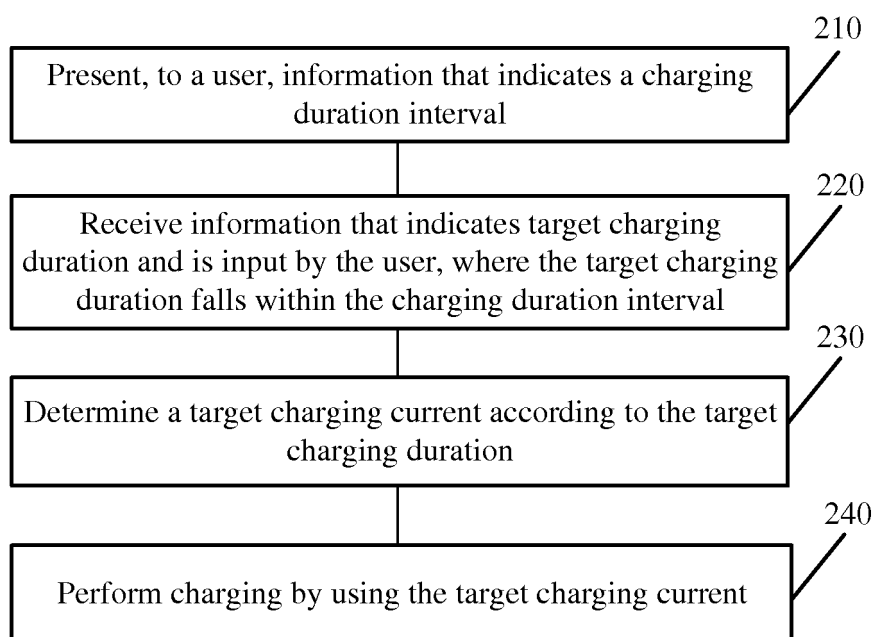 210
Present, to a user, information that indicates a charging
duration interval
220
Receive information that indicates target charging
duration and is input by the user, where the target charging
duration falls within the charging duration interval
230
Determine a target charging current according to the target
charging duration
240
Perform charging by using the target charging current